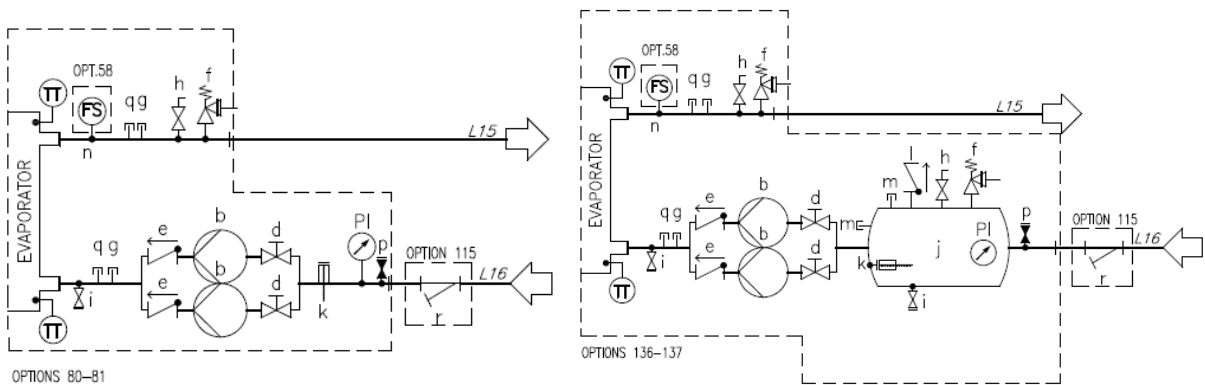 TT
OPT.58
FS
q g
h
f
n
L15
EVAPORATOR
q g
i
e
b
d
e
b
d
PI
p
k
OPTION 115
L16
r
TT
OPTIONS 80-81
TT
OPT.58
FS
q g
h
f
n
L15
EVAPORATOR
q g
i
e
b
d
e
b
d
m
m
l
h
f
j
PI
k
i
p
OPTION 115
L16
r
TT
OPTIONS 136-137